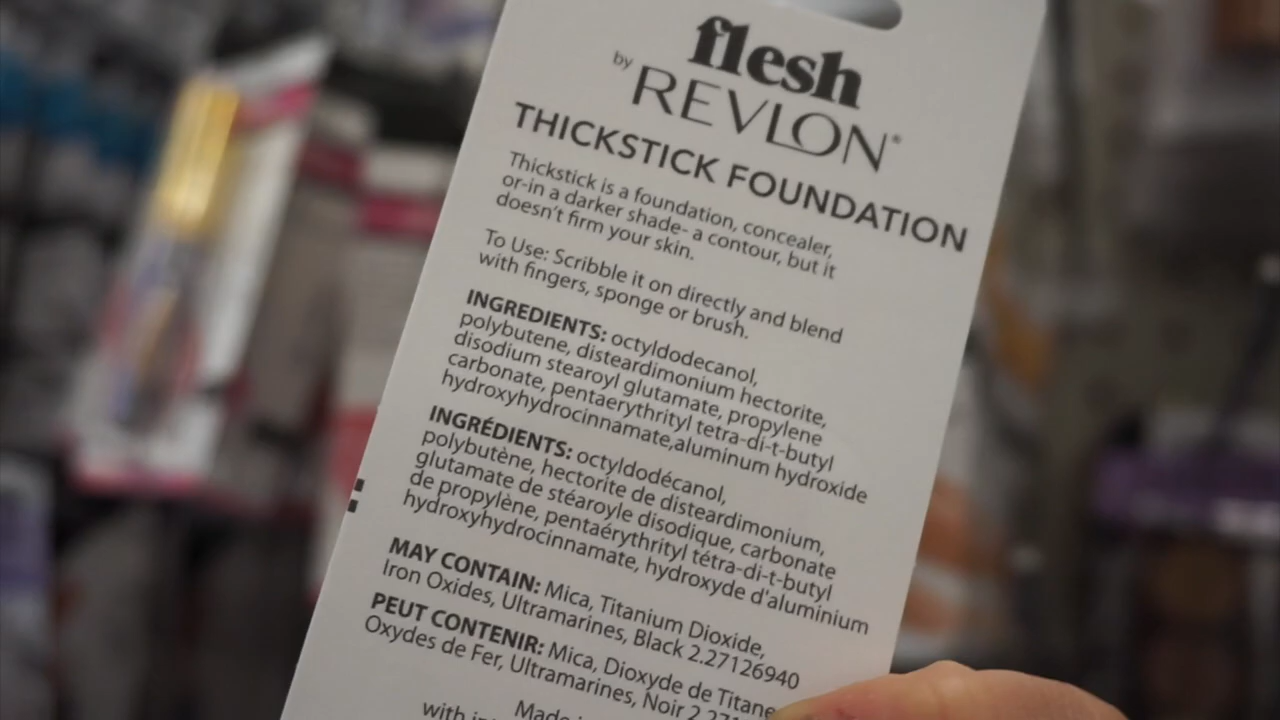 flesh
by REVLON®
THICKSTICK FOUNDATION
Thickstick is a foundation, concealer,
or-in a darker shade- a contour, but it
doesn't firm your skin.
To Use: Scribble it on directly and blend
with fingers, sponge or brush.
INGREDIENTS: octyldodecanol,
polybutene, disteardimonium hectorite,
disodium stearoyl glutamate, propylene
carbonate, pentaerythrityl tetra-di-t-butyl
hydroxyhydrocinnamate,aluminum hydroxide
INGRÉDIENTS: octyldodécanol,
polybutène, hectorite de disteardimonium,
glutamate de stéaroyle disodique, carbonate
de propylène, pentaérythrityl tétra-di-t-butyl
hydroxyhydrocinnamate, hydroxyde d'aluminium
MAY CONTAIN: Mica, Titanium Dioxide,
Iron Oxides, Ultramarines, Black 2.27126940
PEUT CONTENIR: Mica, Dioxyde de Titane
Oxydes de Fer, Ultramarines, Noir
Made
with